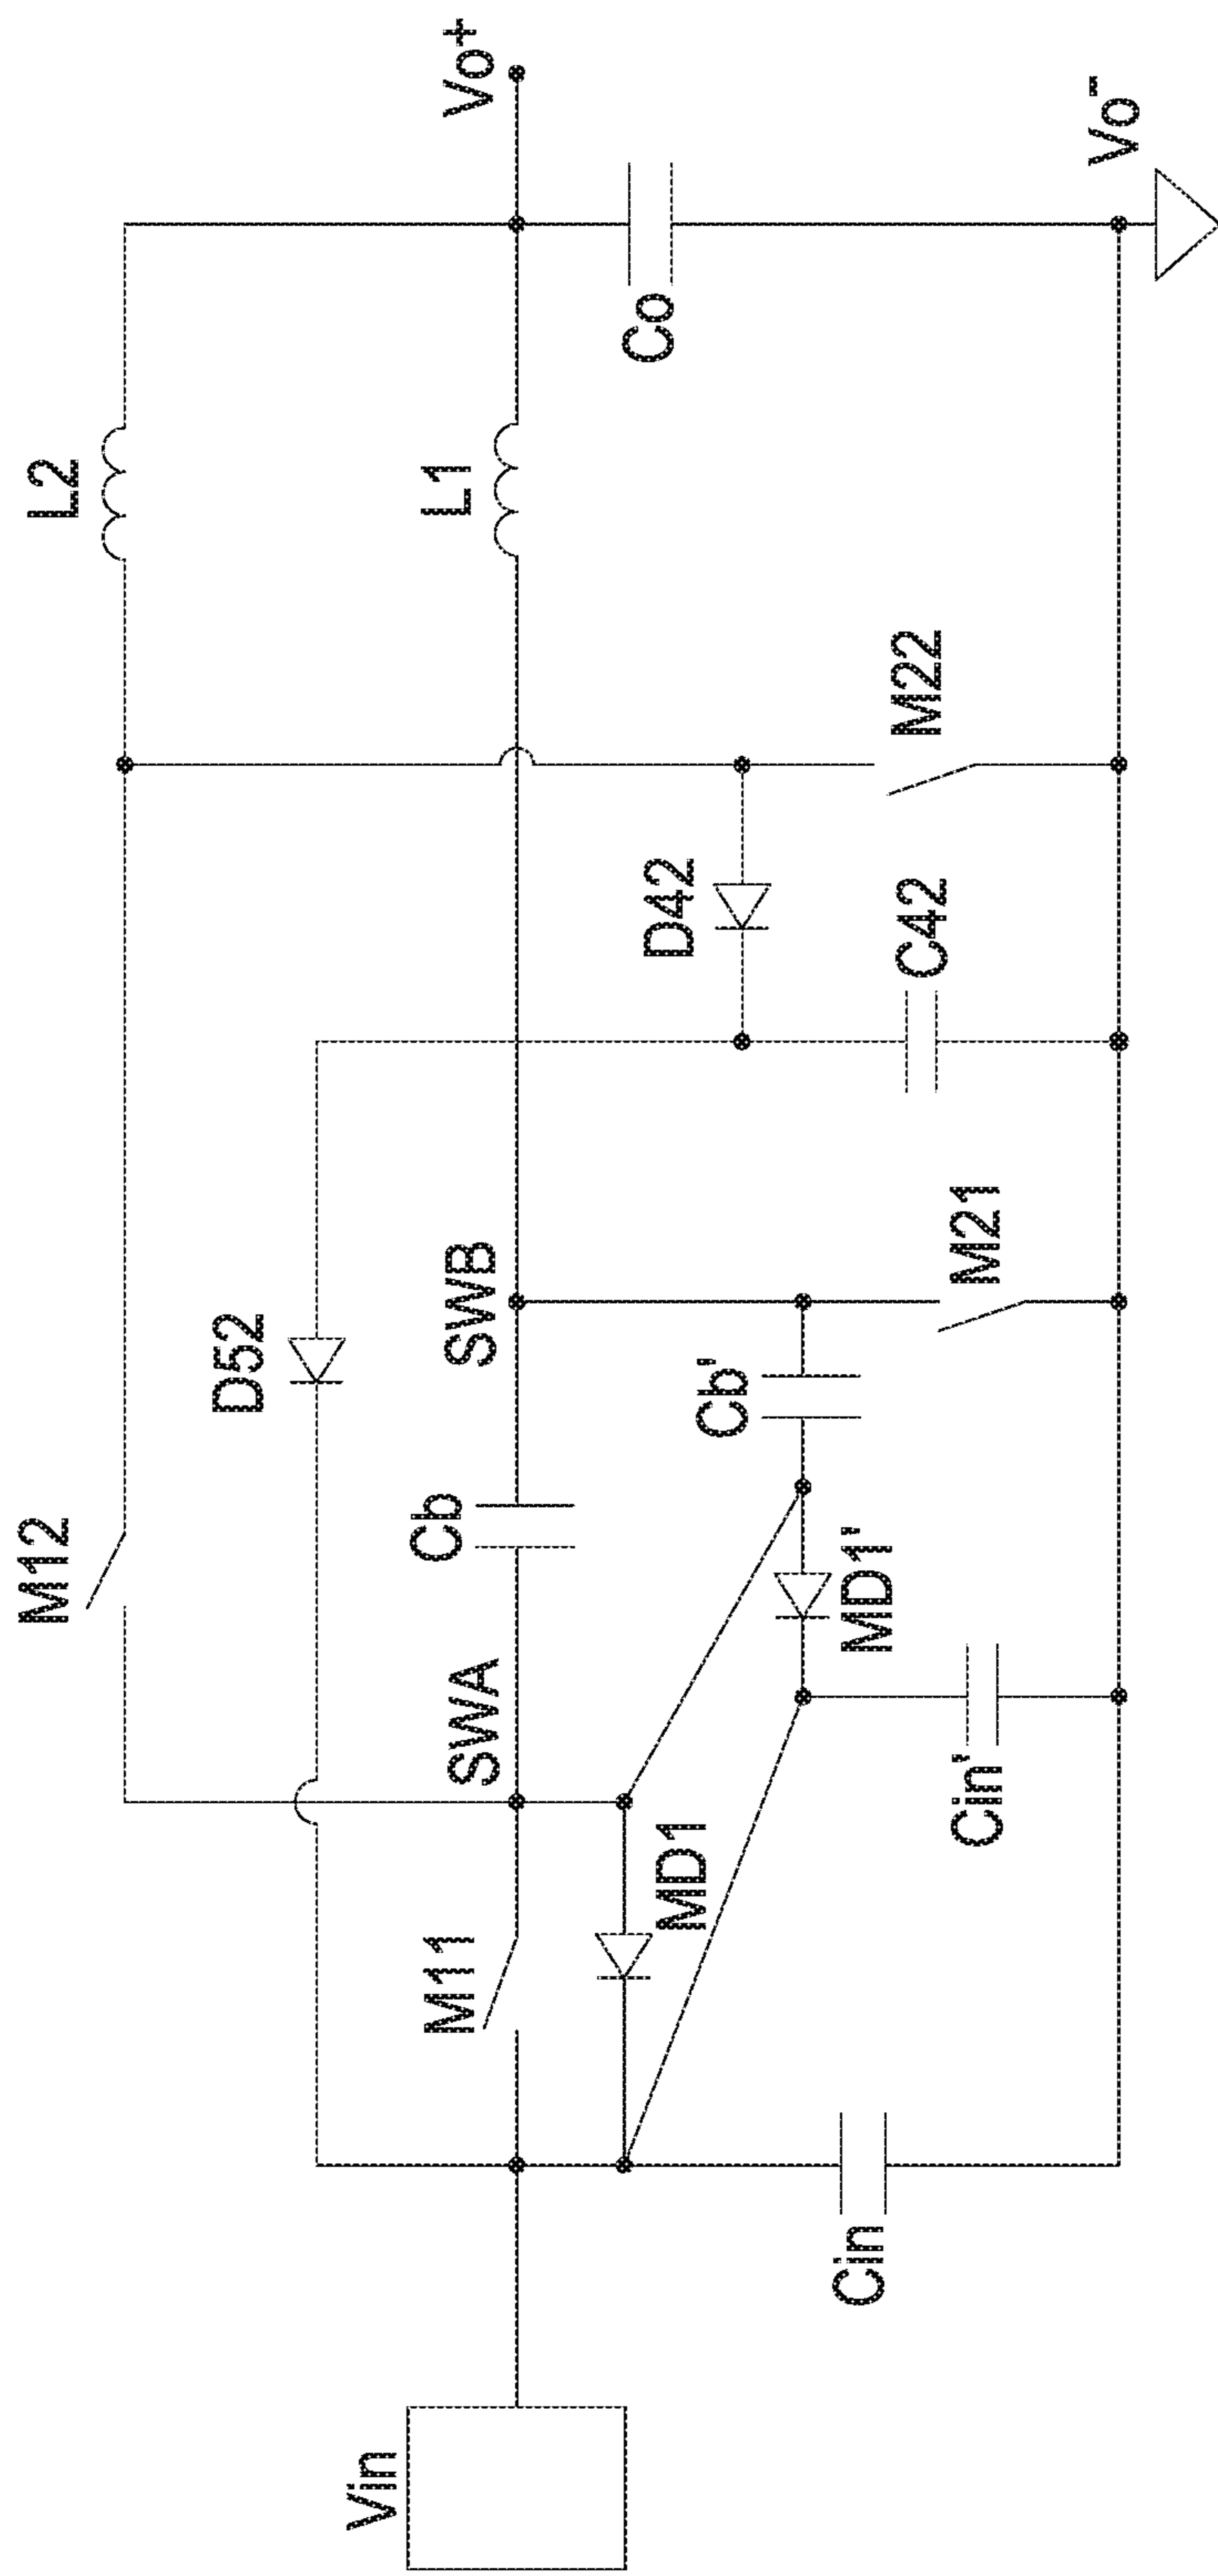 Vin
Cin
M11
MD1
SWA
M12
Cin'
MD1'
Cb
Cb'
D52
SWB
M21
C42
D42
M22
L2
L1
Co
Vo+
Vo-